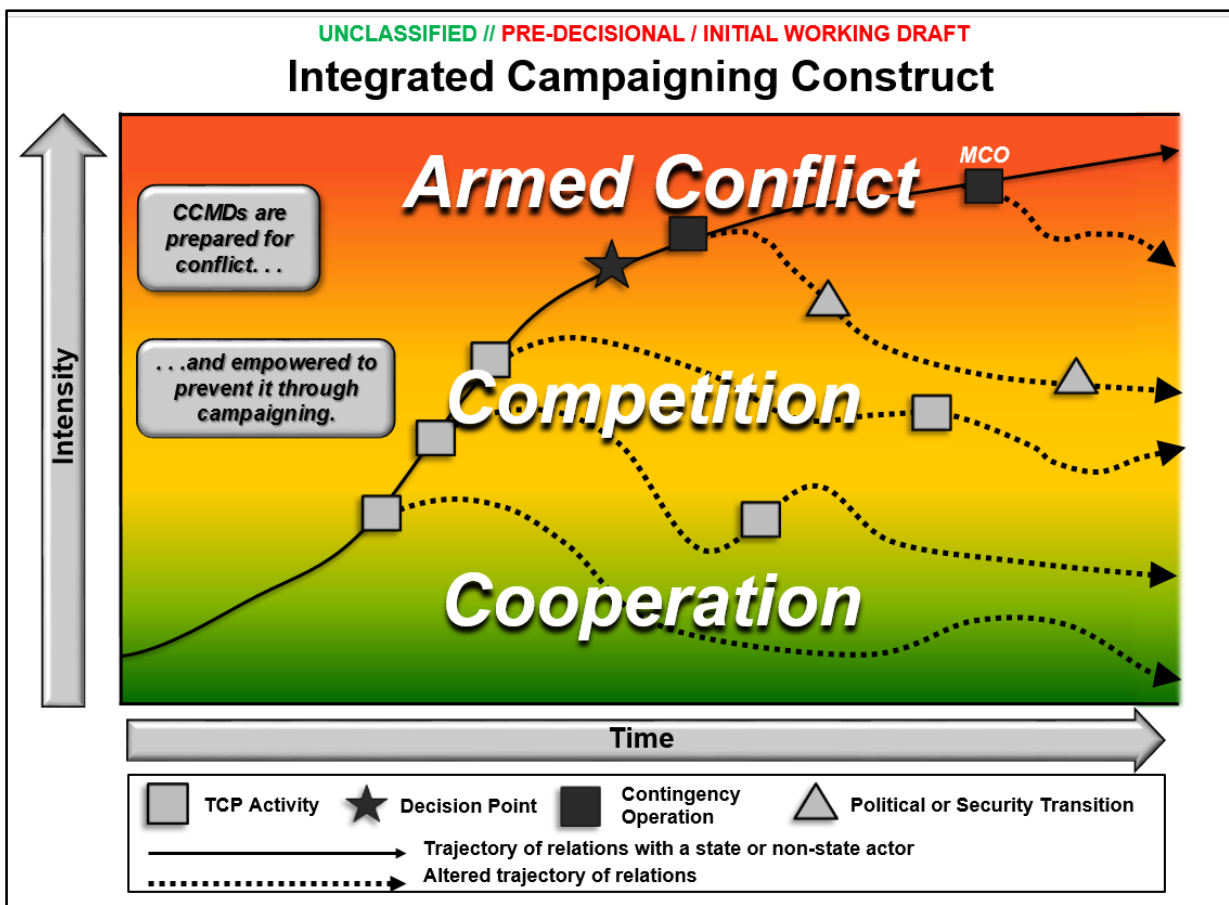 UNCLASSIFIED // PRE-DECISIONAL / INITIAL WORKING DRAFT
Integrated Campaigning Construct
Armed Conflict
MCO
CCMDs are
prepared for
conflict. . .
. . .and empowered to
prevent it through
campaigning.
Competition
Cooperation
Intensity
Time
TCP Activity
Decision Point
Contingency
Operation
Political or Security Transition
Trajectory of relations with a state or non-state actor
Altered trajectory of relations